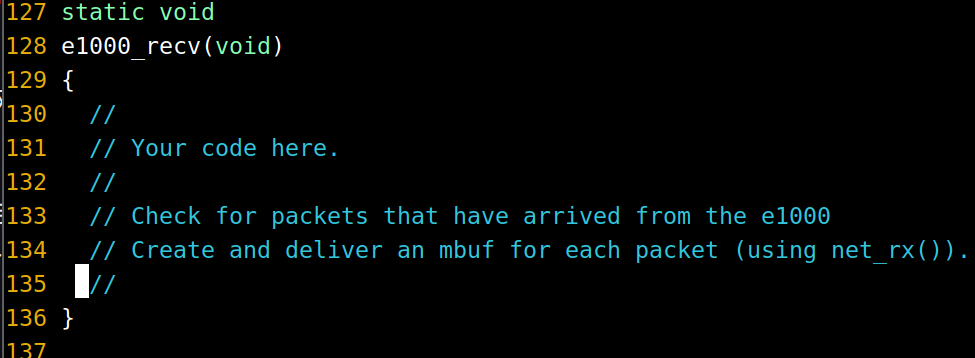 127 static void
128 e1000_recv(void)
129 {
130   //
131   // Your code here.
132   //
133   // Check for packets that have arrived from the e1000
134   // Create and deliver an mbuf for each packet (using net_rx()).
135   //
136 }
137